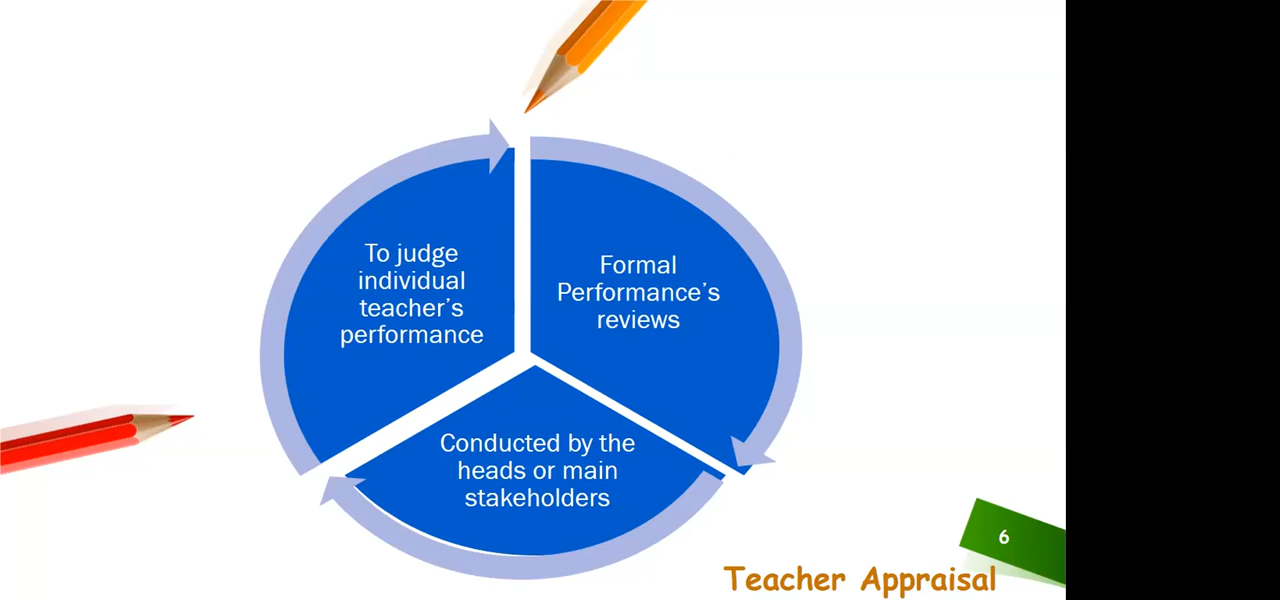 To judge
individual
teacher's
performance
Formal
Performance's
reviews
Conducted by the
heads or main
stakeholders
6
Teacher Appraisal